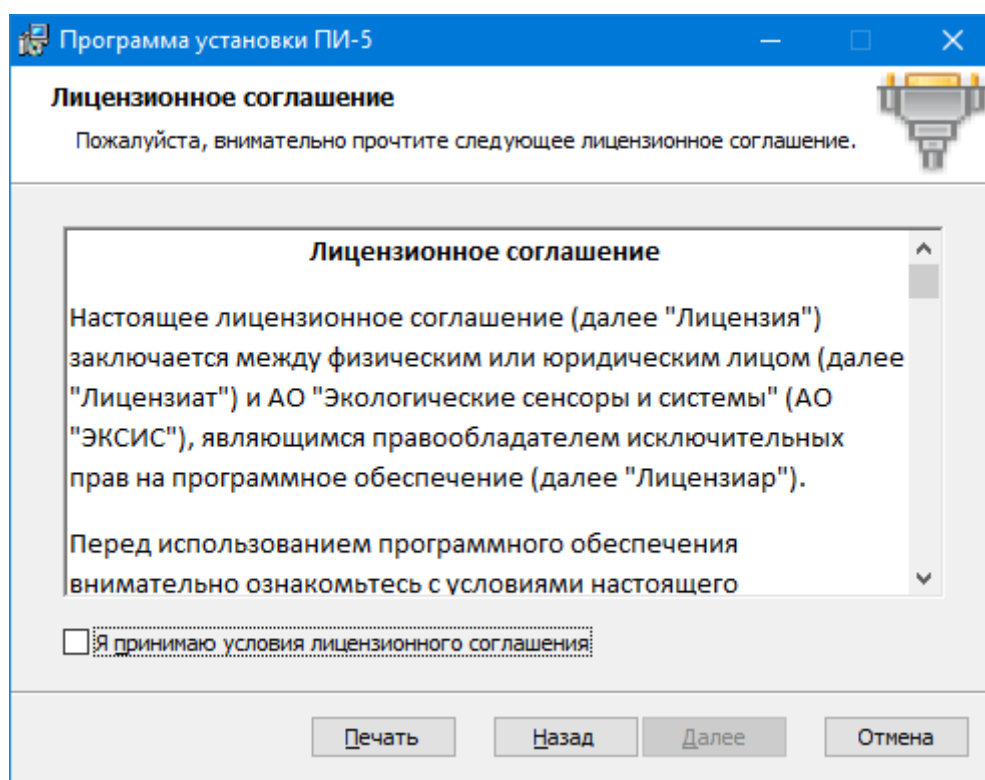 Программа установки ПИ-5
Лицензионное соглашение
Пожалуйста, внимательно прочтите следующее лицензионное соглашение.
Лицензионное соглашение
Настоящее лицензионное соглашение (далее "Лицензия")
заключается между физическим или юридическим лицом (далее
"Лицензиат") и АО "Экологические сенсоры и системы" (АО
"ЭКСИС"), являющимся правообладателем исключительных
прав на программное обеспечение (далее "Лицензиар").
Перед использованием программного обеспечения
внимательно ознакомьтесь с условиями настоящего
Я принимаю условия лицензионного соглашения
Печать Назад Далее Отмена